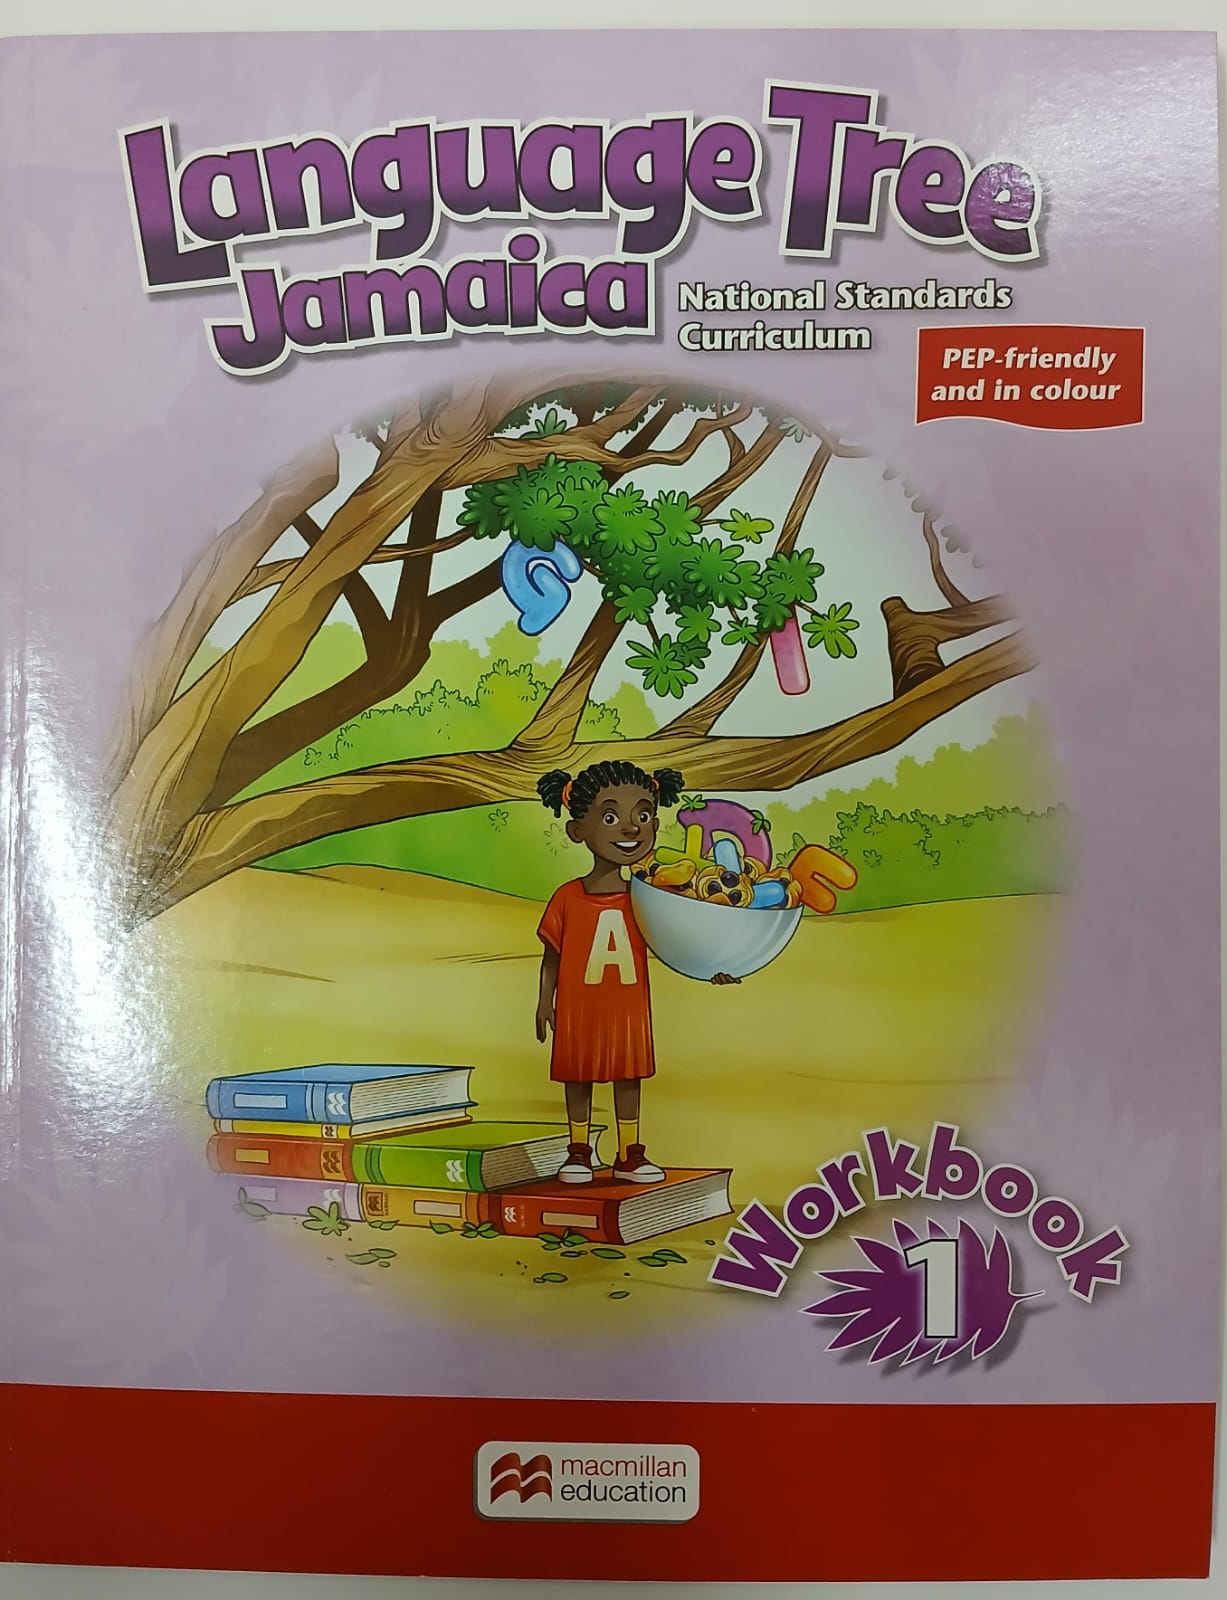 Language Tree
Jamaica
National Standards
Curriculum
PEP-friendly
and in colour
G
I
A
Workbook
1
macmillan
education